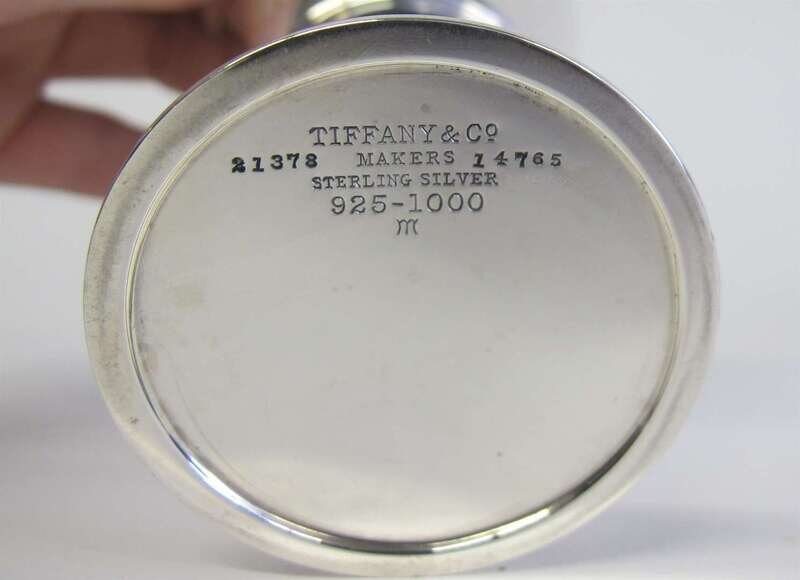 TIFFANY & Co
21378 MAKERS 14765
STERLING SILVER
925-1000
m